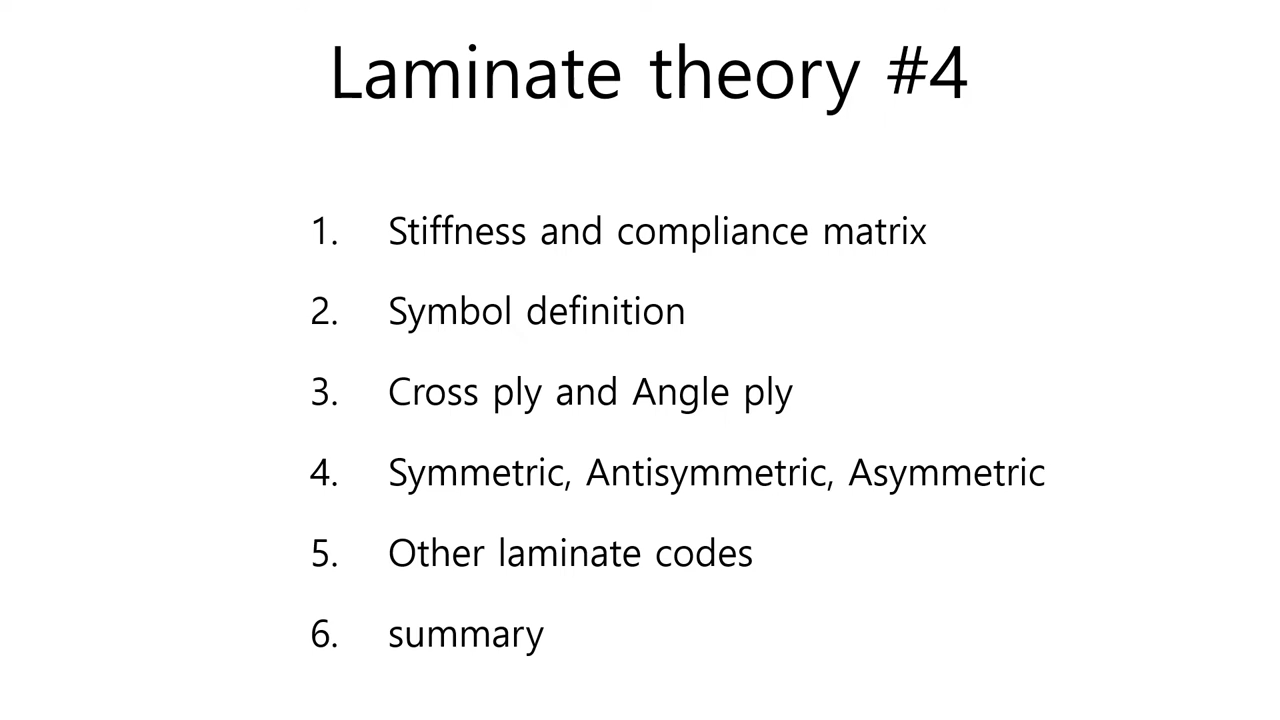 Laminate theory #4
1. Stiffness and compliance matrix
2. Symbol definition
3. Cross ply and Angle ply
4. Symmetric, Antisymmetric, Asymmetric
5. Other laminate codes
6. summary